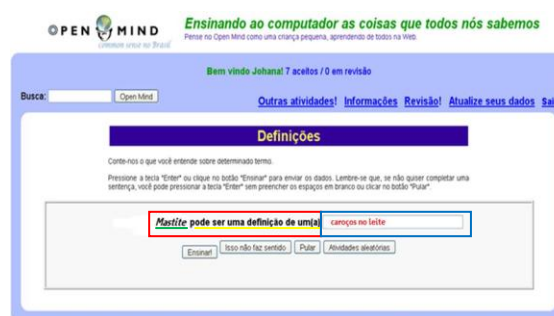 OPEN MIND
common sense no Brasil
Ensinando ao computador as coisas que todos nós sabemos
Pense no Open Mind como uma criança pequena, aprendendo de todos na Web.
Bem vindo Johana! 7 aceitos / 0 em revisão
Busca: Open Mind Outras atividades! Informações Revisão! Atualize seus dados Sai
Definições
Conte-nos o que você entende sobre determinado termo.
Pressione a tecla "Enter" ou clique no botão "Ensinar" para enviar os dados. Lembre-se que, se não quiser completar uma
sentença, você pode pressionar a tecla "Enter" sem preencher os espaços em branco ou clicar no botão "Pular".
Mastite pode ser uma definição de um(a) caroços no leite
Ensinar! Isso não faz sentido Pular Atividades aleatórias